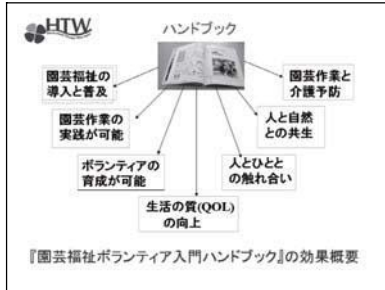 HTW
ハンドブック
園芸福祉の
導入と普及
園芸作業の
実践が可能
ボランティアの
育成が可能
生活の質(QOL)
の向上
人とひとと
の触れ合い
人と自然
との共生
園芸作業と
介護予防
『園芸福祉ボランティア入門ハンドブック』の効果概要